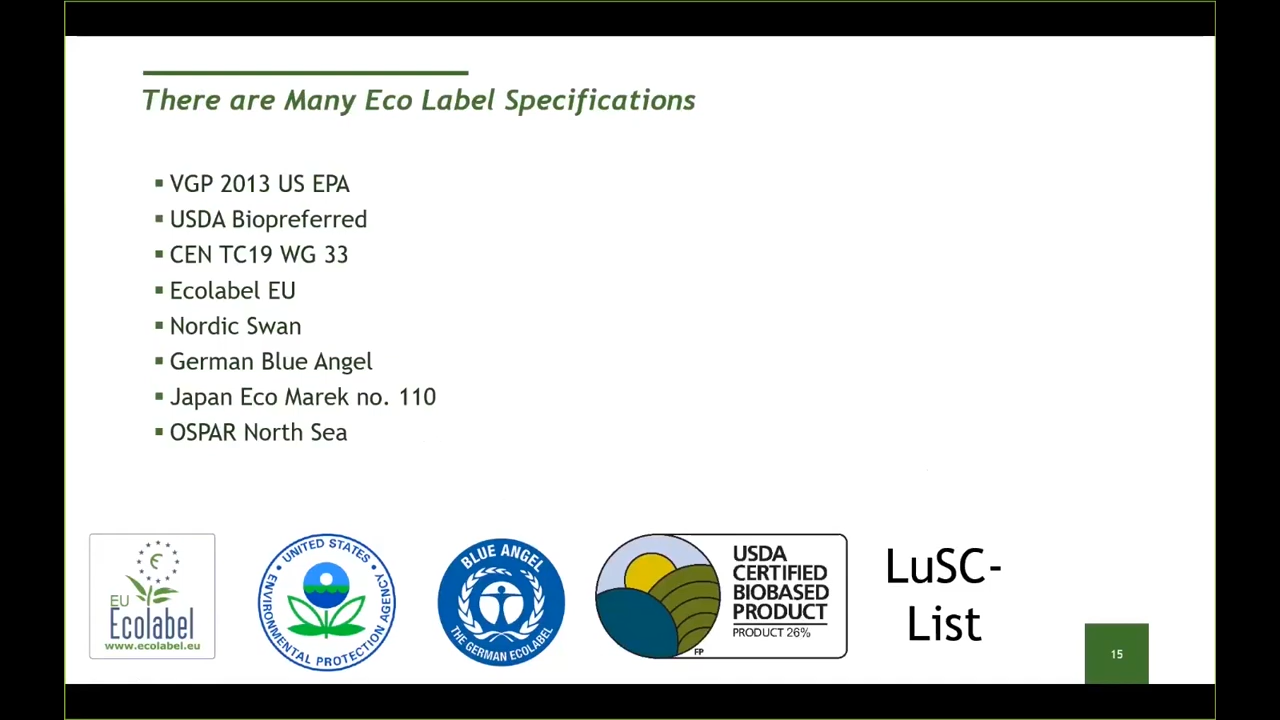 There are Many Eco Label Specifications
▪ VGP 2013 US EPA
▪ USDA Biopreferred
▪ CEN TC19 WG 33
▪ Ecolabel EU
▪ Nordic Swan
▪ German Blue Angel
▪ Japan Eco Marek no. 110
▪ OSPAR North Sea
EU
Ecolabel
www.ecolabel.eu
UNITED STATES
ENVIRONMENTAL PROTECTION AGENCY
BLUE ANGEL
THE GERMAN ECOLABEL
USDA
CERTIFIED
BIOBASED
PRODUCT
PRODUCT 26%
FP
LuSC-
List
15